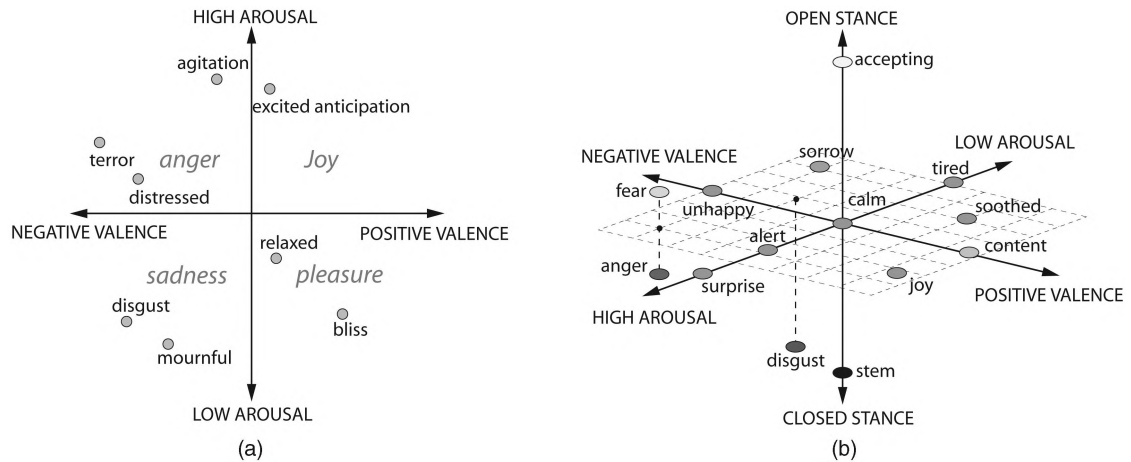 HIGH AROUSAL
agitation
excited anticipation
terror
anger
Joy
distressed
NEGATIVE VALENCE
POSITIVE VALENCE
relaxed
sadness
pleasure
disgust
bliss
mournful
LOW AROUSAL
(a)
OPEN STANCE
accepting
LOW AROUSAL
NEGATIVE VALENCE
sorrow
tired
fear
unhappy
calm
soothed
alert
content
anger
surprise
joy
POSITIVE VALENCE
HIGH AROUSAL
disgust
stem
CLOSED STANCE
(b)